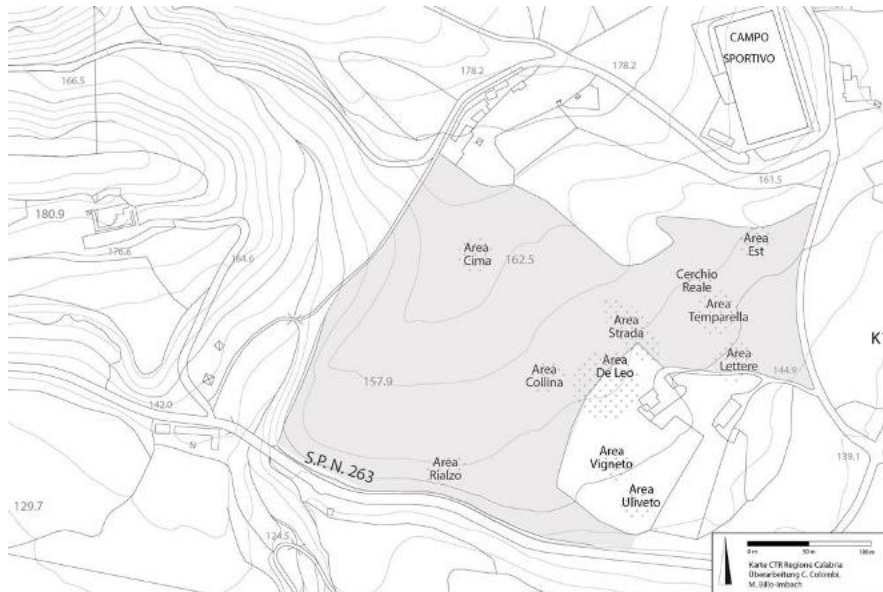 CAMPO
SPORTIVO
178.2
178.2
166.5
161.5
180.9
176.6
164.6
Area
Cima
162.5
Area
Est
Cerchio
Reale
Area
Temparella
Area
Strada
Area
De Leo
Area
Lettere
144.9
Area
Collina
157.9
142.0
S.P. N. 263
Area
Rialzo
Area
Vigneto
Area
Uliveto
139.1
129.7
124.5
0 m
50 m
100 m
Karte CTR Regione Calabria
Überarbeitung C. Colombi,
M. Billo-Imbach